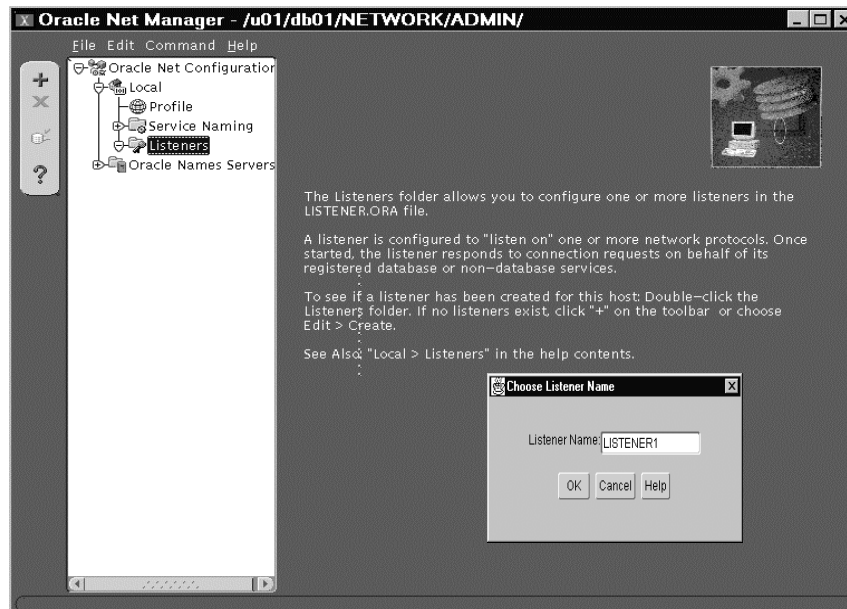 Oracle Net Manager - /u01/db01/NETWORK/ADMIN/
File Edit Command Help
Oracle Net Configuration
Local
Profile
Service Naming
Listeners
Oracle Names Servers
The Listeners folder allows you to configure one or more listeners in the
LISTENER.ORA file.
A listener is configured to "listen on" one or more network protocols. Once
started, the listener responds to connection requests on behalf of its
registered database or non-database services.
To see if a listener has been created for this host: Double-click the
Listeners folder. If no listeners exist, click "+" on the toolbar or choose
Edit > Create.
See Also: "Local > Listeners" in the help contents.
Choose Listener Name
Listener Name: LISTENER1
OK Cancel Help